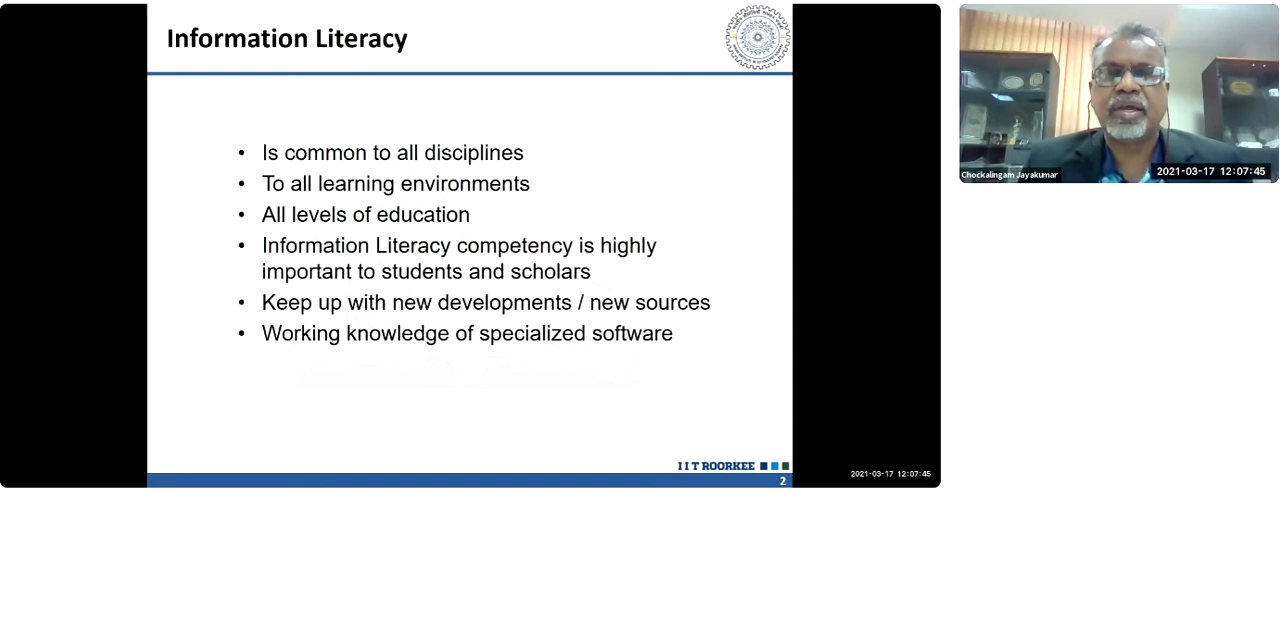 Information Literacy
• Is common to all disciplines
• To all learning environments
• All levels of education
• Information Literacy competency is highly
important to students and scholars
• Keep up with new developments / new sources
• Working knowledge of specialized software
IIT ROORKEE
2
2021-03-17 12:07:45
Chockalingam Jayakumar
2021-03-17 12:07:45